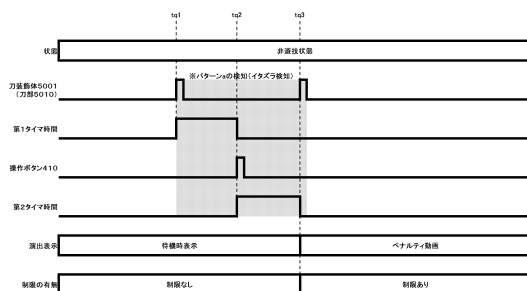 tq1 tq2 tq3
状態 非遊技状態
※パターンaの検知(イタズラ検知)
刀装飾体5001
(刀部5010)
第1タイマ時間
操作ボタン410
第2タイマ時間
演出表示 待機時表示 ペナルティ動画
制限の有無 制限なし 制限あり